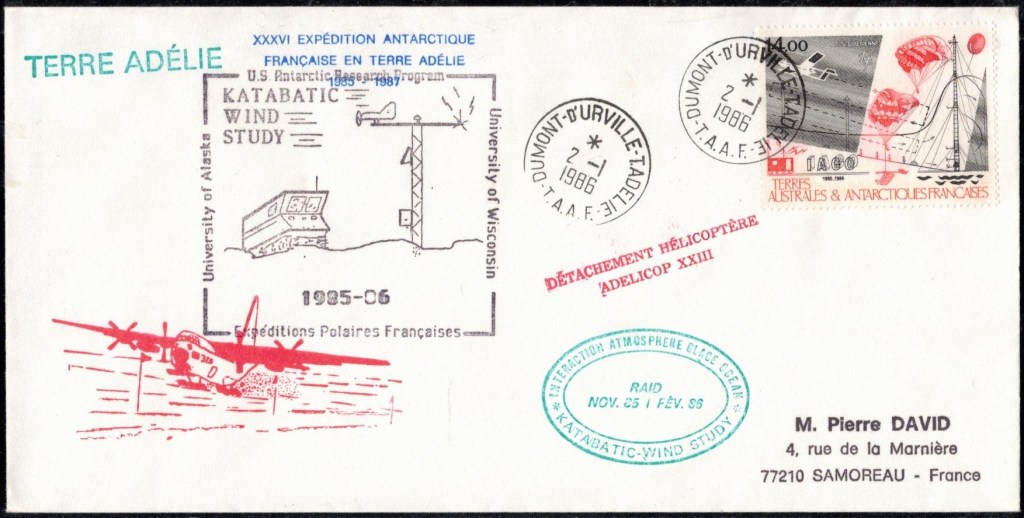 TERRE ADÉLIE
XXXVI EXPÉDITION ANTARCTIQUE
FRANÇAISE EN TERRE ADÉLIE
1985 - 1987
U.S. Antarctic Research Program
KATABATIC
WIND
STUDY
University of Alaska
University of Wisconsin
1985-86
Expéditions Polaires Françaises
DUMONT-D'URVILLE-T.ADELIE
*
2 -1
1986
-T.A.A.F.-
DUMONT-D'URVILLE-T.ADELIE
*
2 -1
1986
-T.A.A.F.-
14.00
IAGO
1985-1986
TERRES
AUSTRALES & ANTARCTIQUES FRANÇAISES
DÉTACHEMENT HÉLICOPTÈRE
ADELICOP XXIII
* INTERACTION ATMOSPHERE GLACE OCEAN *
RAID
NOV. 85 / FÉV. 86
KATABATIC-WIND STUDY
M. Pierre DAVID
4, rue de la Marnière
77210 SAMOREAU - France